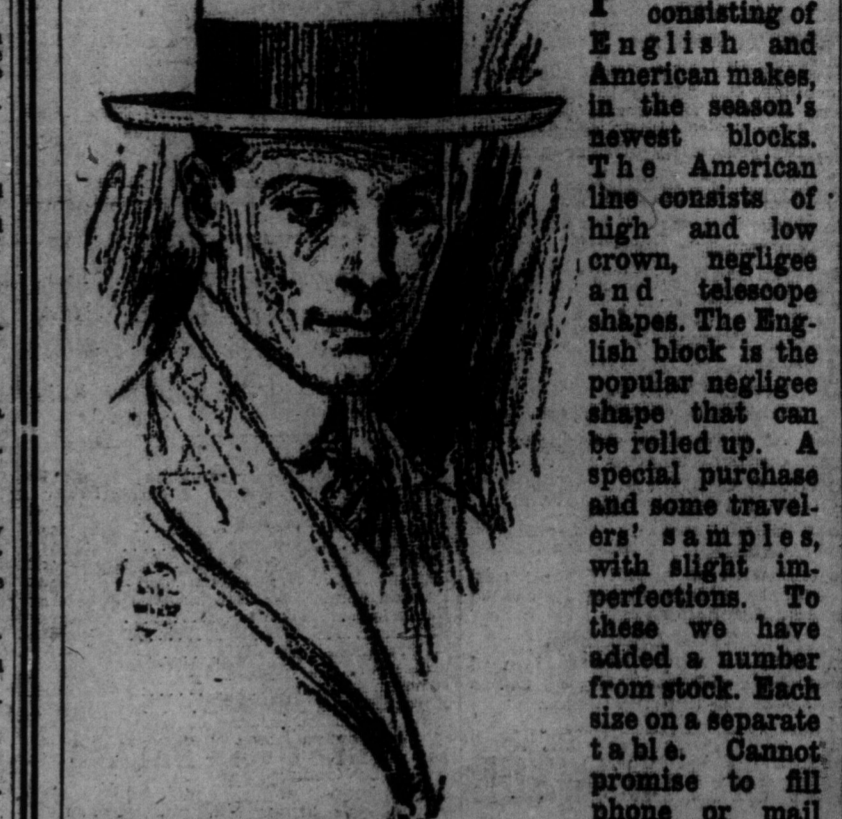 consisting of
English and
American makes,
in the season's
newest blocks.
The American
line consists of
high and low
crown, negligee
and telescope
shapes. The Eng-
lish block is the
popular negligee
shape that can
be rolled up. A
special purchase
and some travel-
ers' samples,
with slight im-
perfections. To
these we have
added a number
from stock. Each
size on a separate
table. Cannot
promise to fill
phone or mail